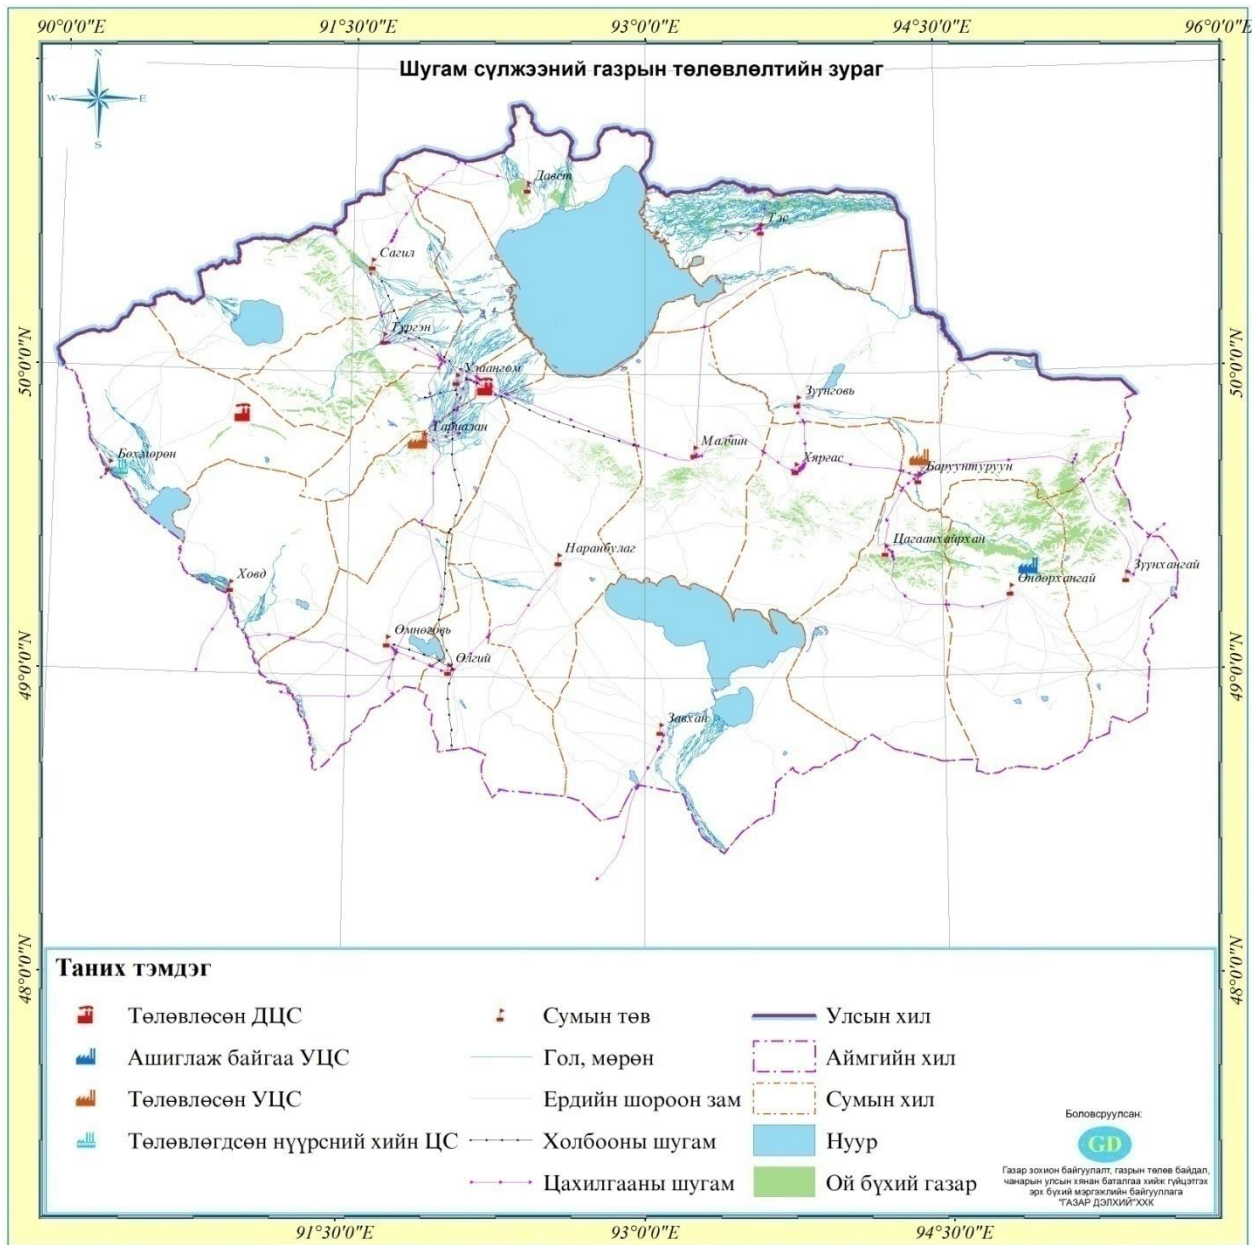 90°0'0"E 91°30'0"E 93°0'0"E 94°30'0"E 96°0'0"E
Шугам сүлжээний газрын төлөвлөлтийн зураг
N
W E
S
Давст
Тэс
Сагил
Түргэн
50°0'0"N
50°0'0"N
Улаангом
Зүүнговь
Тариалан
Малчин
Бөхмөрөн
Хяргас
Баруунтуруун
Цагаанхайрхан
Наранбулаг
Зүүнхангай
Ховд
Өндөрхангай
Өмнөговь
Өлгий
49°0'0"N
49°0'0"N
Завхан
48°0'0"N
48°0'0"N
Таних тэмдэг
Төлөвлөсөн ДЦС
Ашиглаж байгаа УЦС
Төлөвлөсөн УЦС
Төлөвлөгдсөн нүүрсний хийн ЦС
Сумын төв
Гол, мөрөн
Ердийн шороон зам
Холбооны шугам
Цахилгааны шугам
Улсын хил
Аймгийн хил
Сумын хил
Нуур
Ой бүхий газар
Боловсруулсан:
GD
Газар зохион байгуулалт, газрын төлөв байдал,
чанарын улсын хянан баталгаа хийж гүйцэтгэх
эрх бүхий мэргэжлийн байгууллага
"ГАЗАР ДЭЛХИЙ"ХХК
91°30'0"E 93°0'0"E 94°30'0"E